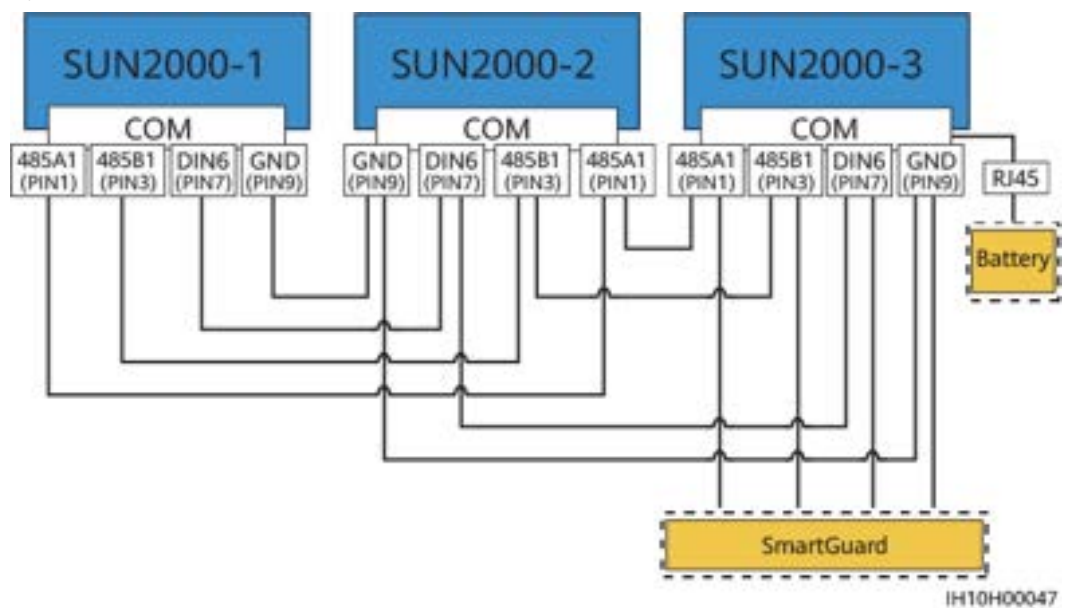 SUN2000-1
SUN2000-2
SUN2000-3
COM
COM
COM
485A1
(PIN1)
485B1
(PIN3)
DIN6
(PIN7)
GND
(PIN9)
GND
(PIN9)
DIN6
(PIN7)
485B1
(PIN3)
485A1
(PIN1)
485A1
(PIN1)
485B1
(PIN3)
DIN6
(PIN7)
GND
(PIN9)
RJ45
Battery
SmartGuard
IH10H00047